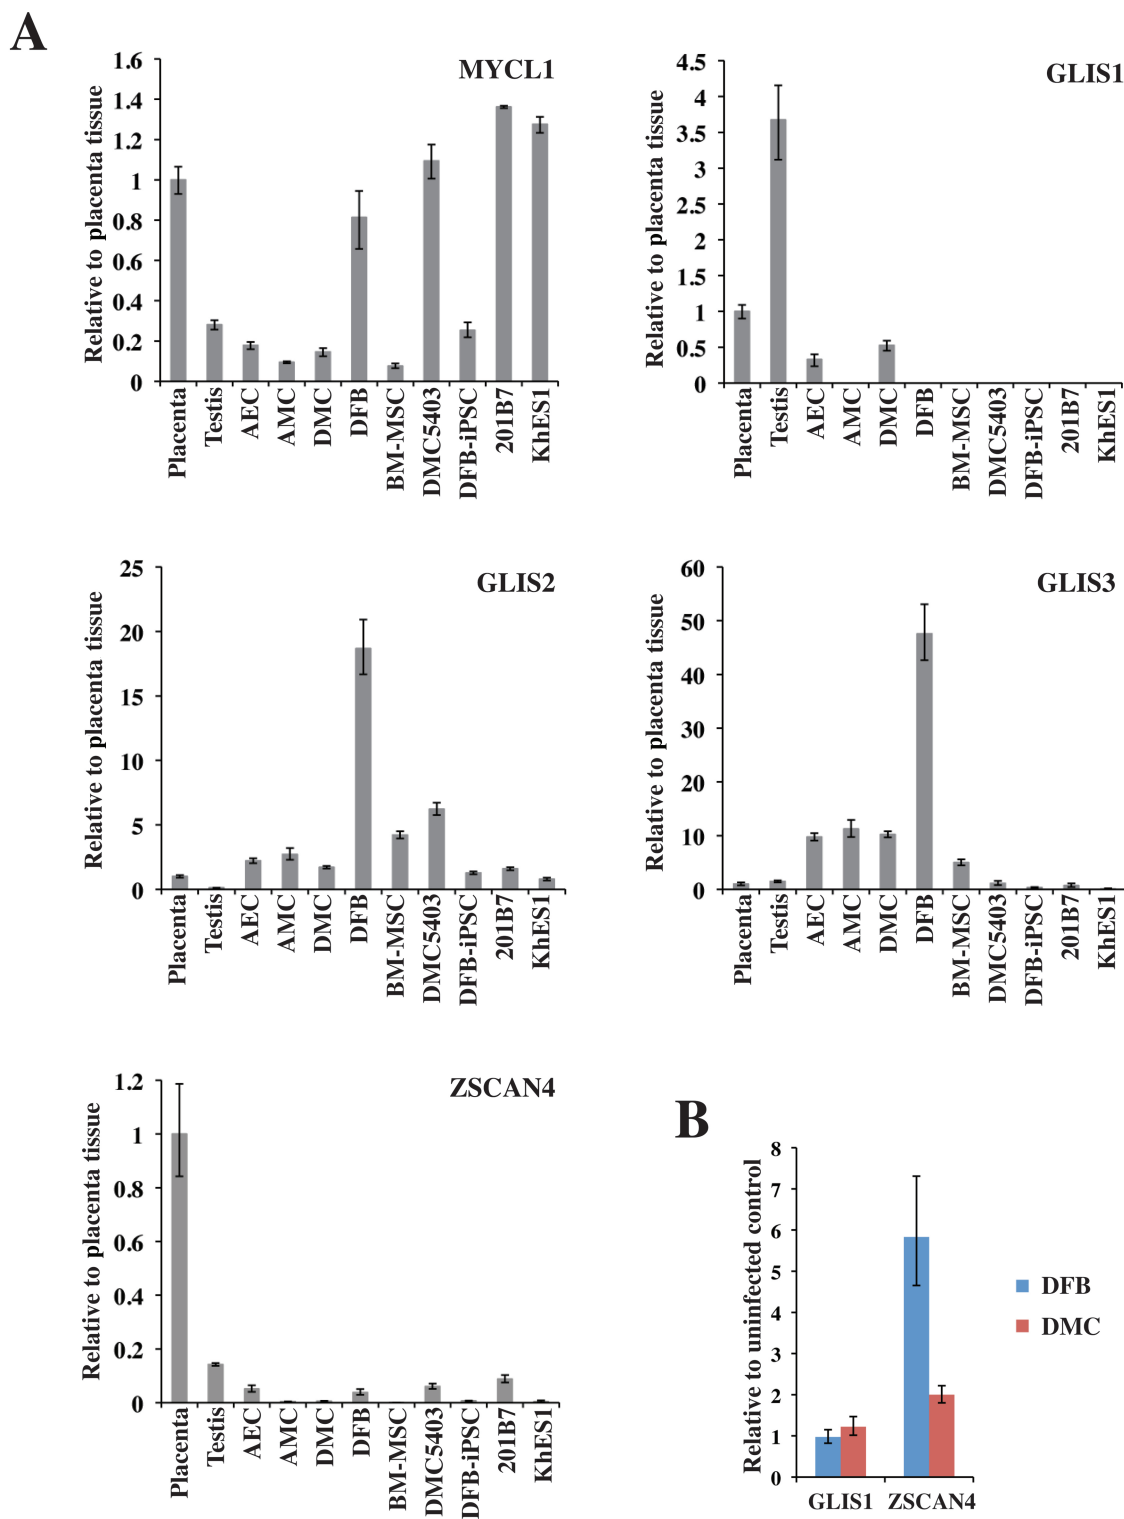 A
MYCL1
Relative to placenta tissue
1.6
1.4
1.2
1
0.8
0.6
0.4
0.2
0
Placenta
Testis
AEC
AMC
DMC
DFB
BM-MSC
DMC5403
DFB-iPSC
201B7
KhES1
GLIS1
Relative to placenta tissue
4.5
4
3.5
3
2.5
2
1.5
1
0.5
0
Placenta
Testis
AEC
AMC
DMC
DFB
BM-MSC
DMC5403
DFB-iPSC
201B7
KhES1
GLIS2
Relative to placenta tissue
25
20
15
10
5
0
Placenta
Testis
AEC
AMC
DMC
DFB
BM-MSC
DMC5403
DFB-iPSC
201B7
KhES1
GLIS3
Relative to placenta tissue
60
50
40
30
20
10
0
Placenta
Testis
AEC
AMC
DMC
DFB
BM-MSC
DMC5403
DFB-iPSC
201B7
KhES1
ZSCAN4
Relative to placenta tissue
1.2
1
0.8
0.6
0.4
0.2
0
Placenta
Testis
AEC
AMC
DMC
DFB
BM-MSC
DMC5403
DFB-iPSC
201B7
KhES1
B
Relative to uninfected control
8
7
6
5
4
3
2
1
0
GLIS1
ZSCAN4
DFB
DMC